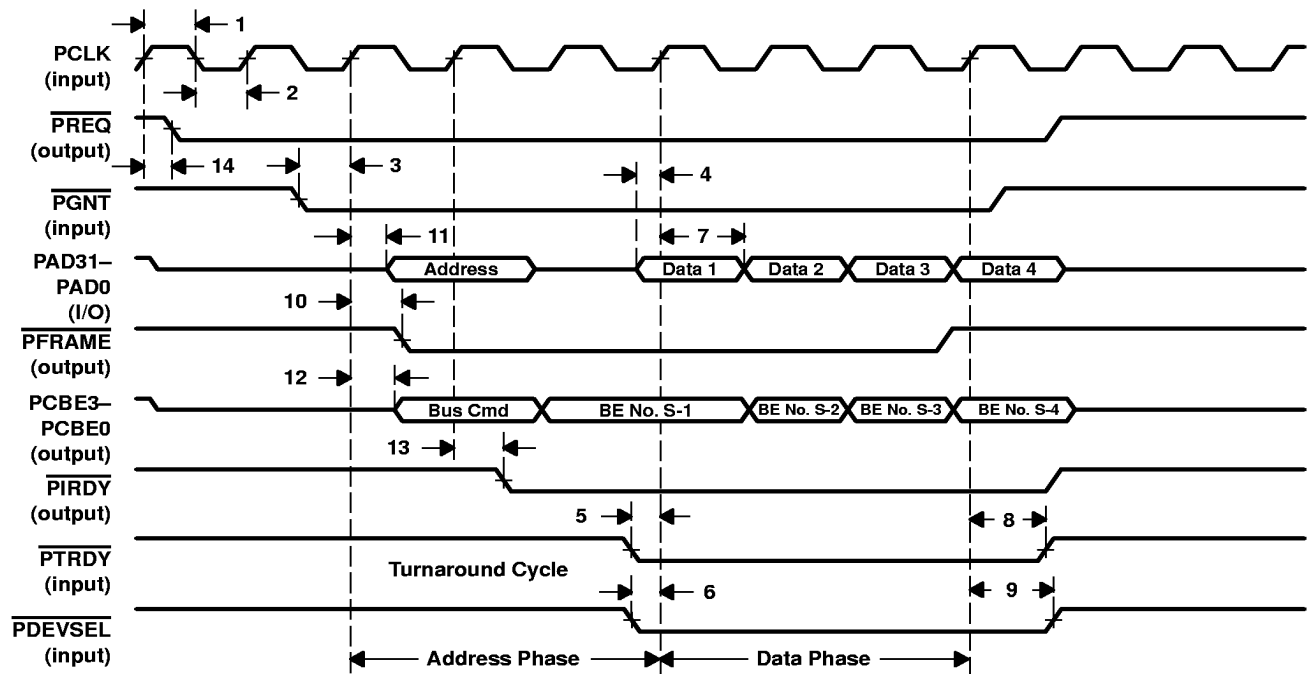 1
PCLK
(input)
2
PREQ
(output)
14
3
4
PGNT
(input)
11
7
PAD31–
PAD0
(I/O)
Address
Data 1
Data 2
Data 3
Data 4
10
PFRAME
(output)
12
PCBE3–
PCBE0
(output)
Bus Cmd
BE No. S-1
BE No. S-2
BE No. S-3
BE No. S-4
13
PIRDY
(output)
5
8
PTRDY
(input)
Turnaround Cycle
6
9
PDEVSEL
(input)
Address Phase
Data Phase